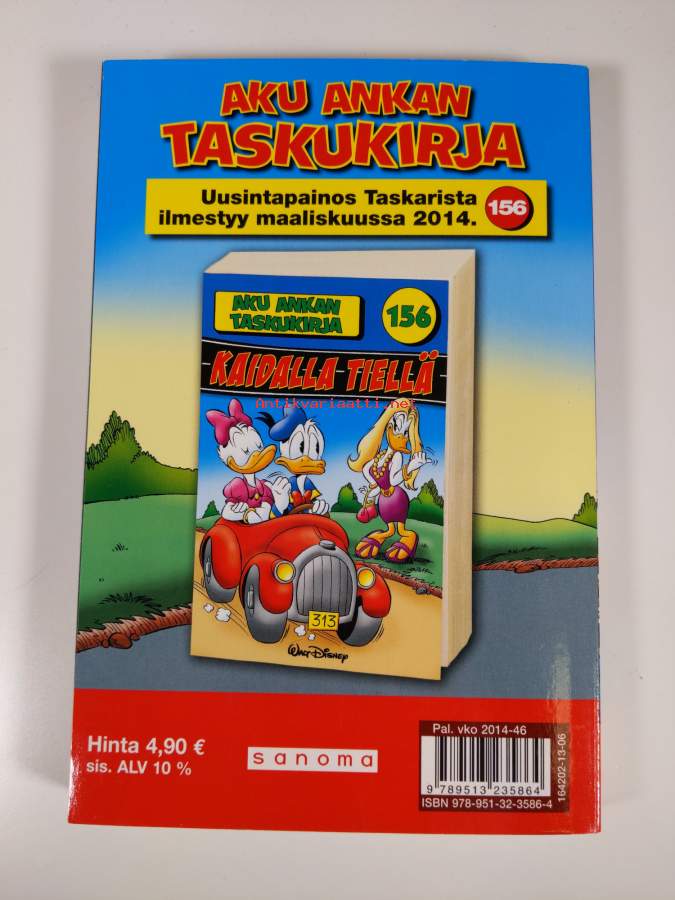 AKU ANKAN
TASKUKIRJA
Uusintapainos Taskarista
ilmestyy maaliskuussa 2014.
156
AKU ANKAN
TASKUKIRJA
156
KAIDALLA TIELLÄ
Antikvariaatti.net
313
WALT DISNEY
Hinta 4,90 €
sis. ALV 10 %
sanoma
Pal. vko 2014-46
9 789513 235864
ISBN 978-951-32-3586-4
164202-13-06